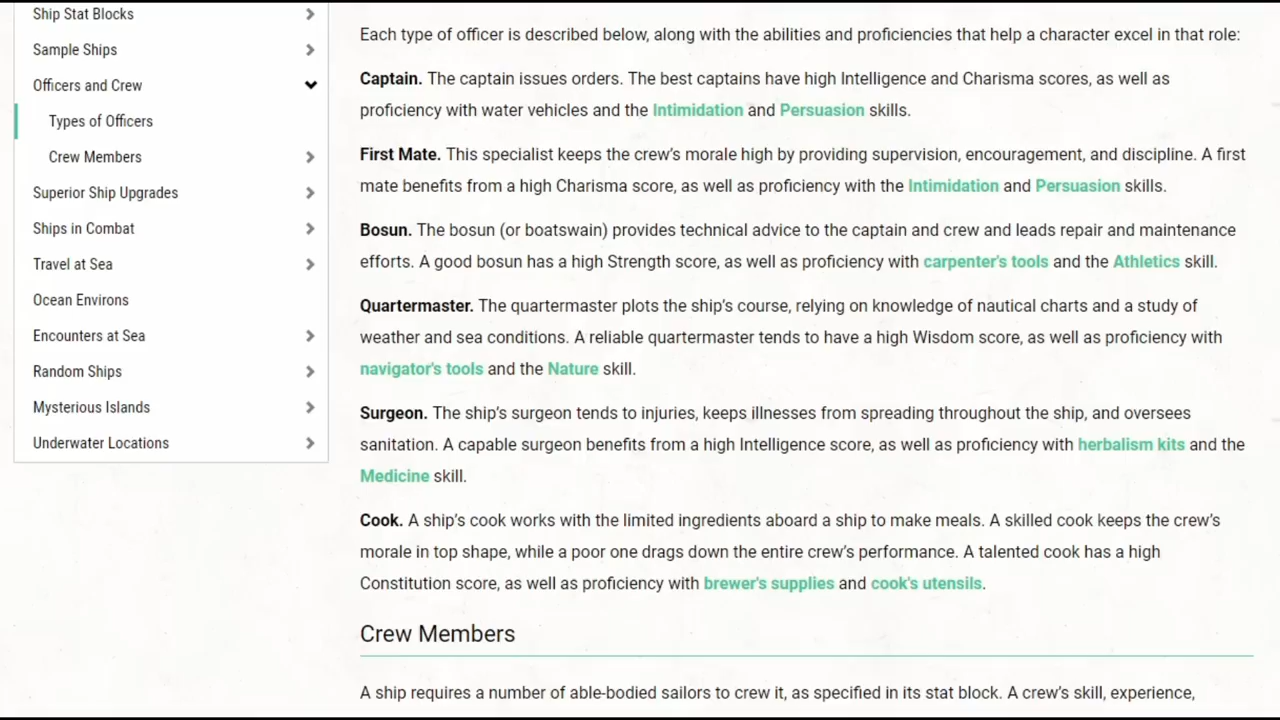 Ship Stat Blocks
Sample Ships
Officers and Crew
Types of Officers
Crew Members
Superior Ship Upgrades
Ships in Combat
Travel at Sea
Ocean Environs
Encounters at Sea
Random Ships
Mysterious Islands
Underwater Locations
Each type of officer is described below, along with the abilities and proficiencies that help a character excel in that role:
Captain. The captain issues orders. The best captains have high Intelligence and Charisma scores, as well as
proficiency with water vehicles and the Intimidation and Persuasion skills.
First Mate. This specialist keeps the crew's morale high by providing supervision, encouragement, and discipline. A first
mate benefits from a high Charisma score, as well as proficiency with the Intimidation and Persuasion skills.
Bosun. The bosun (or boatswain) provides technical advice to the captain and crew and leads repair and maintenance
efforts. A good bosun has a high Strength score, as well as proficiency with carpenter's tools and the Athletics skill.
Quartermaster. The quartermaster plots the ship's course, relying on knowledge of nautical charts and a study of
weather and sea conditions. A reliable quartermaster tends to have a high Wisdom score, as well as proficiency with
navigator's tools and the Nature skill.
Surgeon. The ship's surgeon tends to injuries, keeps illnesses from spreading throughout the ship, and oversees
sanitation. A capable surgeon benefits from a high Intelligence score, as well as proficiency with herbalism kits and the
Medicine skill.
Cook. A ship's cook works with the limited ingredients aboard a ship to make meals. A skilled cook keeps the crew's
morale in top shape, while a poor one drags down the entire crew's performance. A talented cook has a high
Constitution score, as well as proficiency with brewer's supplies and cook's utensils.
Crew Members
A ship requires a number of able-bodied sailors to crew it, as specified in its stat block. A crew's skill, experience,